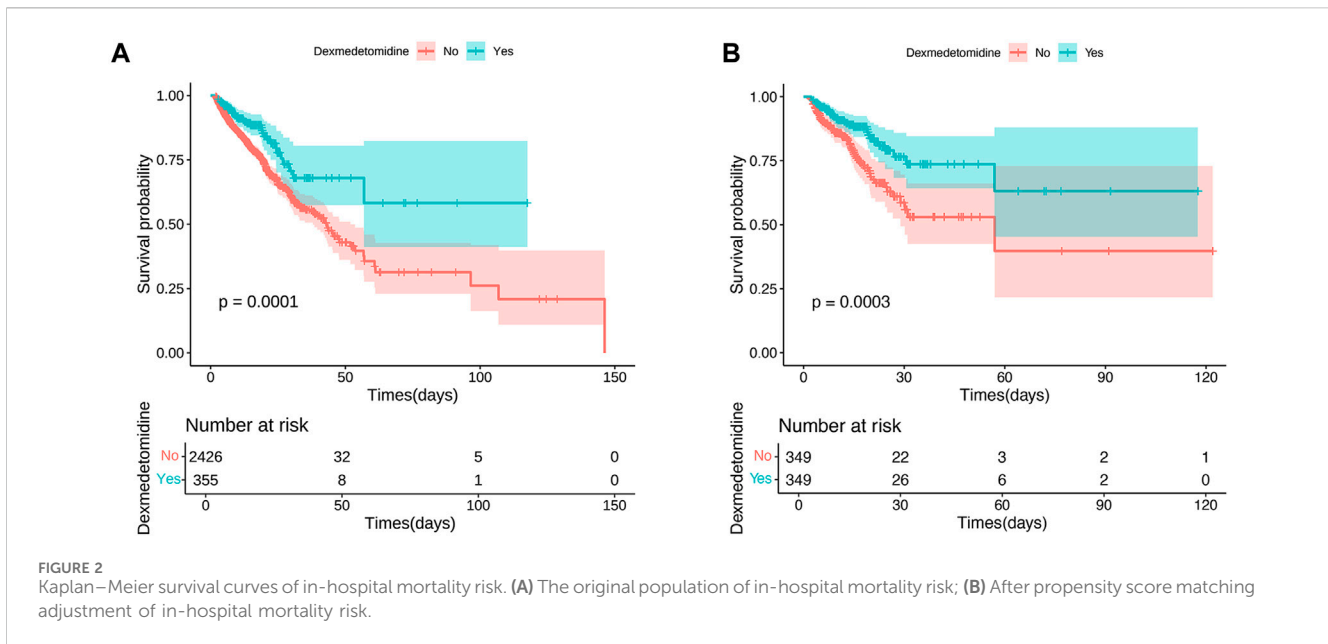 A
Dexmedetomidine No Yes
Survival probability
1.00
0.75
0.50
0.25
0.00
p = 0.0001
0 50 100 150
Times(days)
Dexmedetomidine
Number at risk
No 2426 32 5 0
Yes 355 8 1 0
0 50 100 150
Times(days)
B
Dexmedetomidine No Yes
Survival probability
1.00
0.75
0.50
0.25
0.00
p = 0.0003
0 30 60 90 120
Times(days)
Dexmedetomidine
Number at risk
No 349 22 3 2 1
Yes 349 26 6 2 0
0 30 60 90 120
Times(days)
FIGURE 2
Kaplan–Meier survival curves of in-hospital mortality risk. (A) The original population of in-hospital mortality risk; (B) After propensity score matching
adjustment of in-hospital mortality risk.